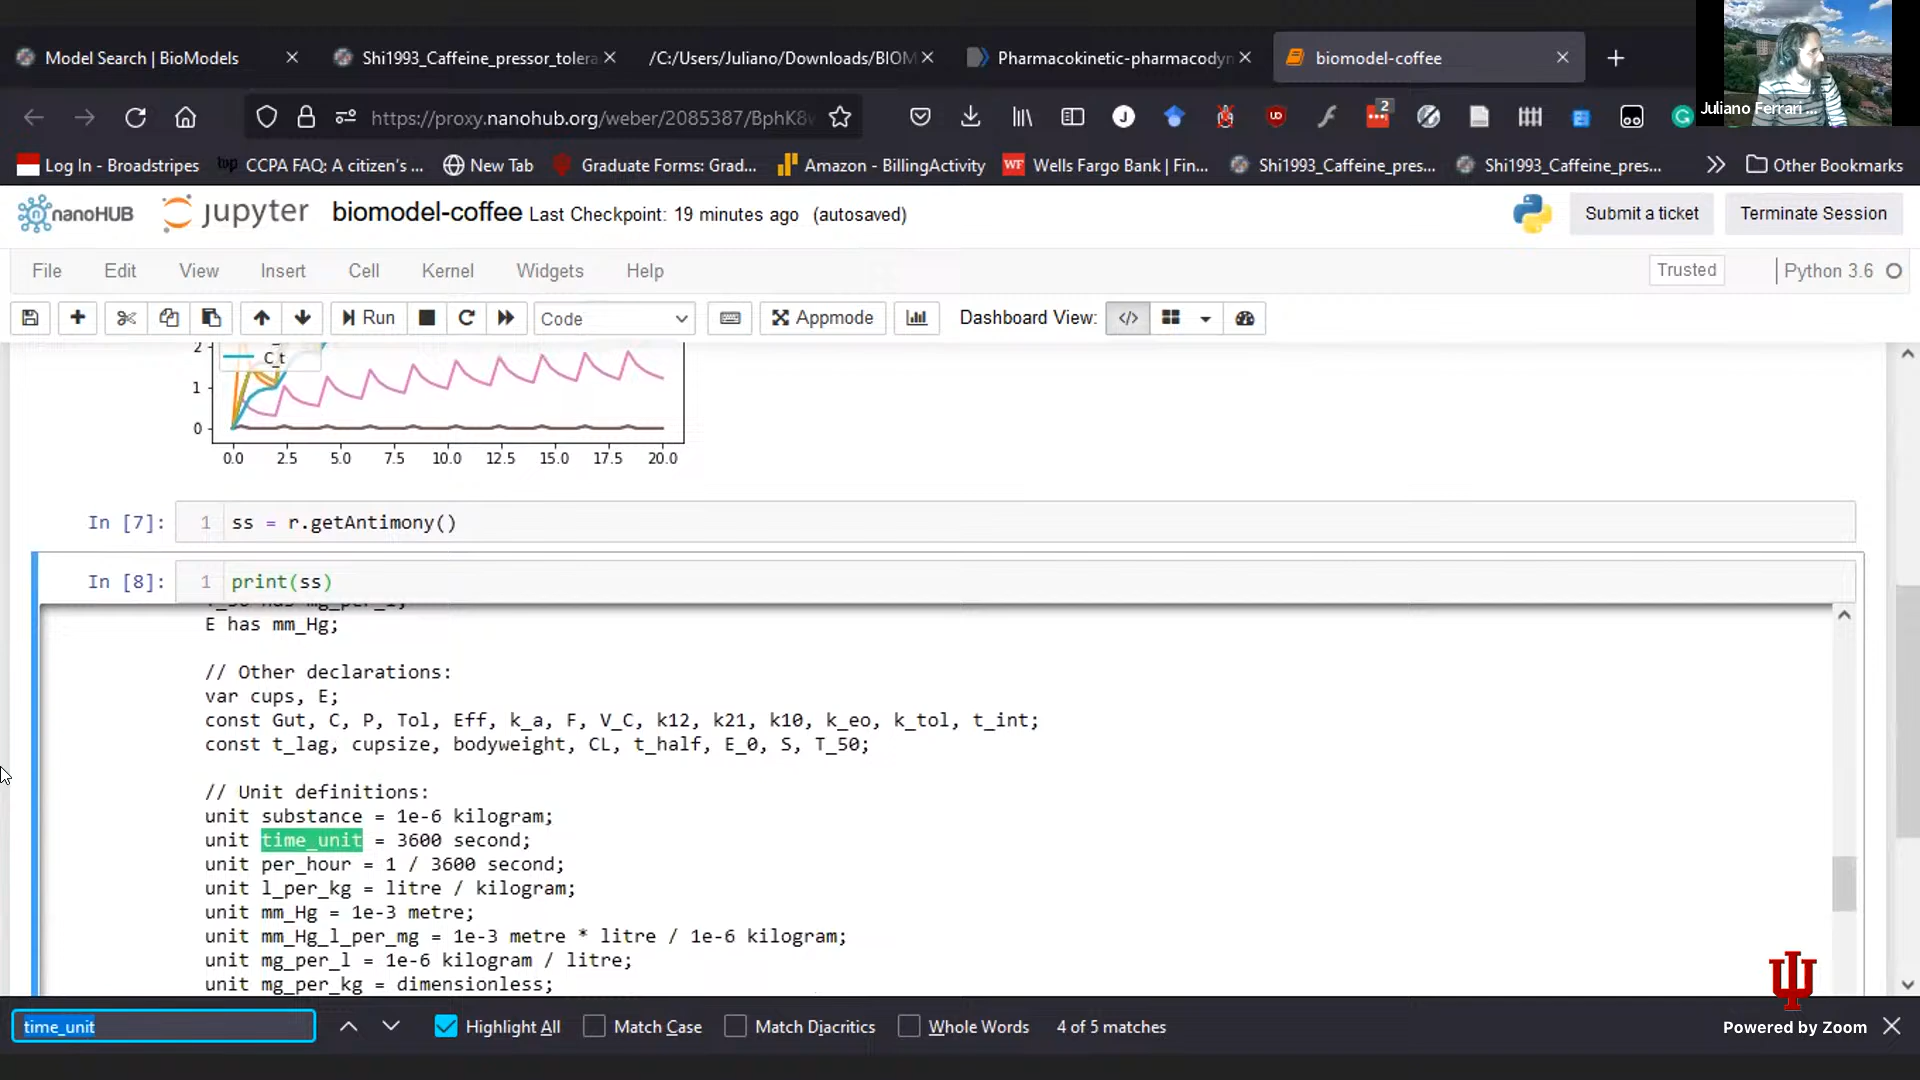 Model Search | BioModels
Shi1993_Caffeine_pressor_tolera
/C:/Users/Juliano/Downloads/BIOM
Pharmacokinetic-pharmacodyn
biomodel-coffee
Juliano Ferrari ...
https://proxy.nanohub.org/weber/2085387/BphK8v
2
Log In - Broadstripes
CCPA FAQ: A citizen's ...
New Tab
Graduate Forms: Grad...
Amazon - BillingActivity
Wells Fargo Bank | Fin...
Shi1993_Caffeine_pres...
Shi1993_Caffeine_pres...
Other Bookmarks
nanoHUB
jupyter
biomodel-coffee Last Checkpoint: 19 minutes ago (autosaved)
Submit a ticket
Terminate Session
File Edit View Insert Cell Kernel Widgets Help
Trusted
Python 3.6
Run
Code
Appmode
Dashboard View:
2
C_t
1
0
0.0 2.5 5.0 7.5 10.0 12.5 15.0 17.5 20.0
In [7]: 1 ss = r.getAntimony()
In [8]: 1 print(ss)
E has mm_Hg;
// Other declarations:
var cups, E;
const Gut, C, P, Tol, Eff, k_a, F, V_C, k12, k21, k10, k_eo, k_tol, t_int;
const t_lag, cupsize, bodyweight, CL, t_half, E_0, S, T_50;
// Unit definitions:
unit substance = 1e-6 kilogram;
unit time_unit = 3600 second;
unit per_hour = 1 / 3600 second;
unit l_per_kg = litre / kilogram;
unit mm_Hg = 1e-3 metre;
unit mm_Hg_l_per_mg = 1e-3 metre * litre / 1e-6 kilogram;
unit mg_per_l = 1e-6 kilogram / litre;
unit mg_per_kg = dimensionless;
time_unit
Highlight All
Match Case
Match Diacritics
Whole Words
4 of 5 matches
Powered by Zoom